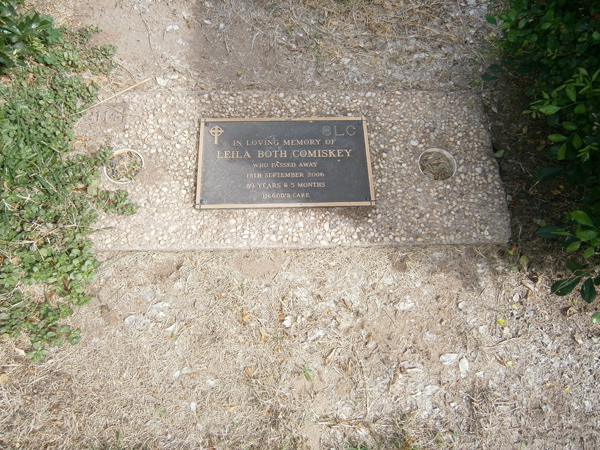 SLC
IN LOVING MEMORY OF
LEILA BOTH COMISKEY
WHO PASSED AWAY
15TH SEPTEMBER 2006
89 YEARS & 5 MONTHS
IN GOD'S CARE